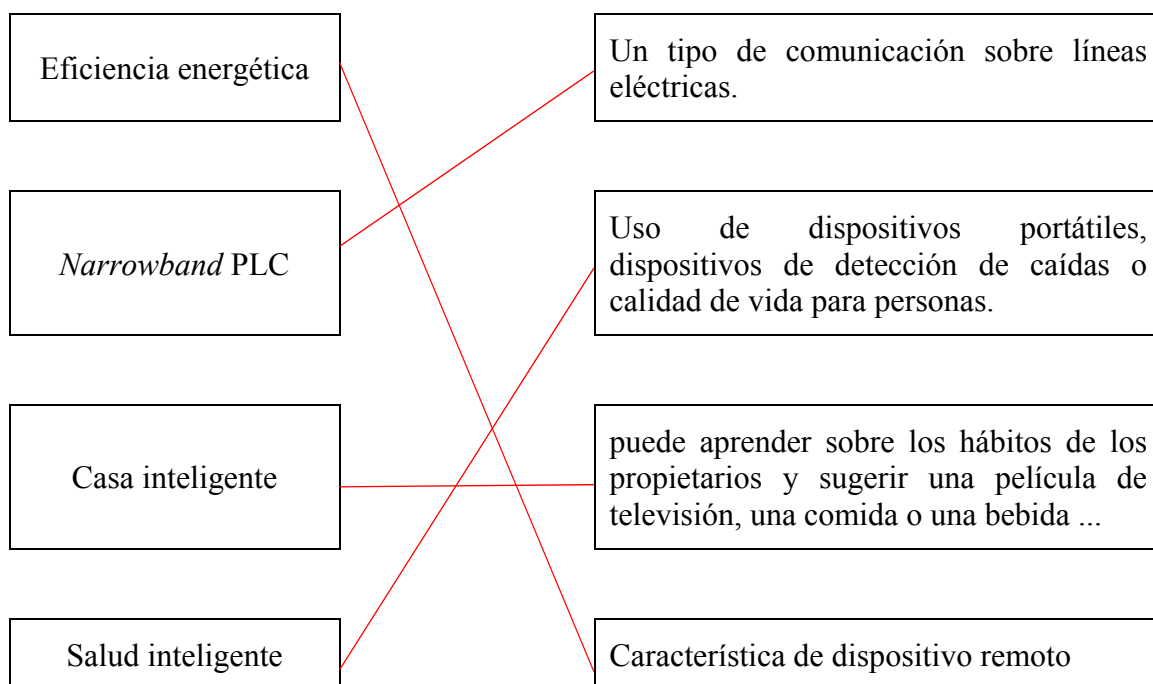 Eficiencia energética
Un tipo de comunicación sobre líneas
eléctricas.
Narrowband PLC
Uso de dispositivos portátiles,
dispositivos de detección de caídas o
calidad de vida para personas.
Casa inteligente
puede aprender sobre los hábitos de los
propietarios y sugerir una película de
televisión, una comida o una bebida ...
Salud inteligente
Característica de dispositivo remoto